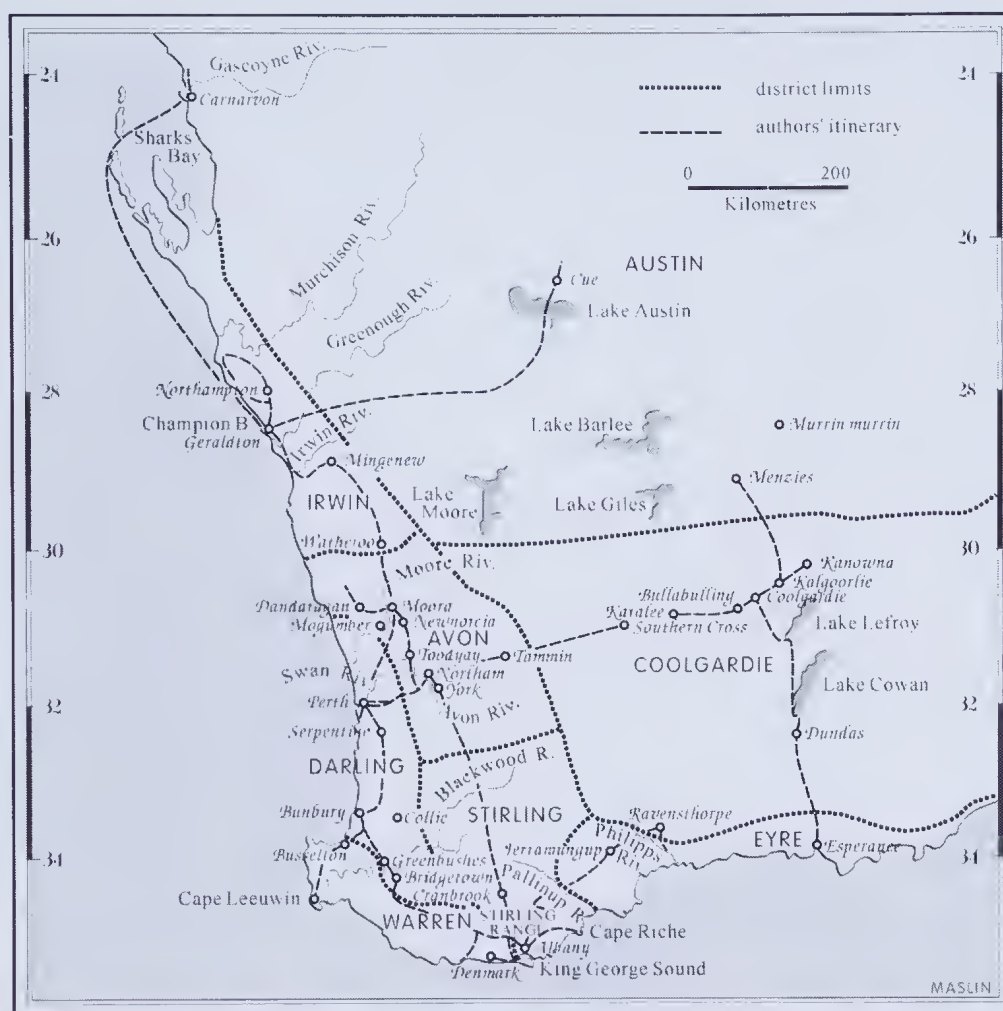 Gascoyne Riv.
24
24
Carnarvon
district limits
authors' itinerary
Sharks
Bay
0 200
Kilometres
26
26
Murchison Riv.
AUSTIN
Cue
Lake Austin
Greenough Riv.
28
28
Northampton
Champion B
Geraldton
Irwin Riv.
Lake Barlee
Murrin murrin
Mingenew
Menzies
IRWIN
Lake
Moore
Lake Giles
Watheroo
30
30
Moore Riv.
Kanowna
Kalgoorlie
Bullabulling
Coolgardie
Dandaragan
Moora
Karalee
Mogumber
Newnorcia
Southern Cross
Lake Lefroy
AVON
Toodyay
Tammin
COOLGARDIE
Swan Riv
Northam
Lake Cowan
York
Perth
Avon Riv.
32
32
Serpentine
Dundas
DARLING
Blackwood R.
Bunbury
Collie
STIRLING
Ravensthorpe
Philipps
Riv.
EYRE
Esperance
34
34
Busselton
Jerramungup
Greenbushes
Bridgetown
Cranbrook
Pallinup R.
Cape Leeuwin
WARREN
STIRLING
RANGE
Cape Riche
Albany
Denmark
King George Sound
MASLIN